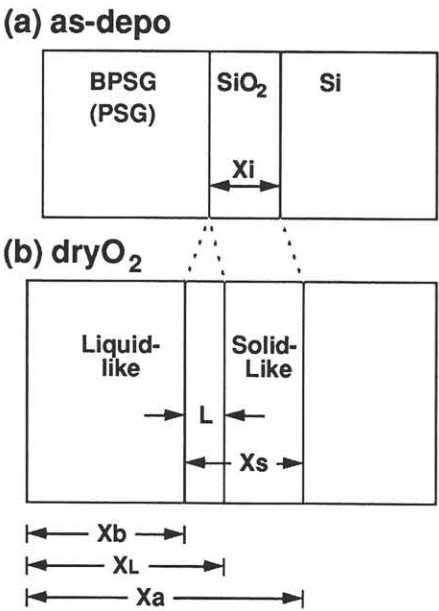 (a) as-depo
BPSG SiO₂ Si
(PSG)
Xi
(b) dryO₂
Liquid- Solid-
like Like
L
Xs
Xb
XL
Xa